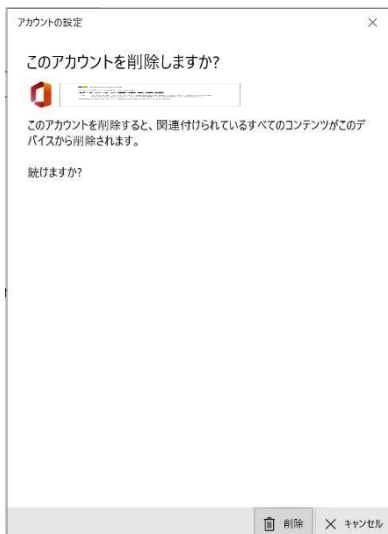 アカウントの設定
このアカウントを削除しますか?
このアカウントを削除すると、関連付けられているすべてのコンテンツがこのデ
バイスから削除されます。
続けますか?
削除 キャンセル